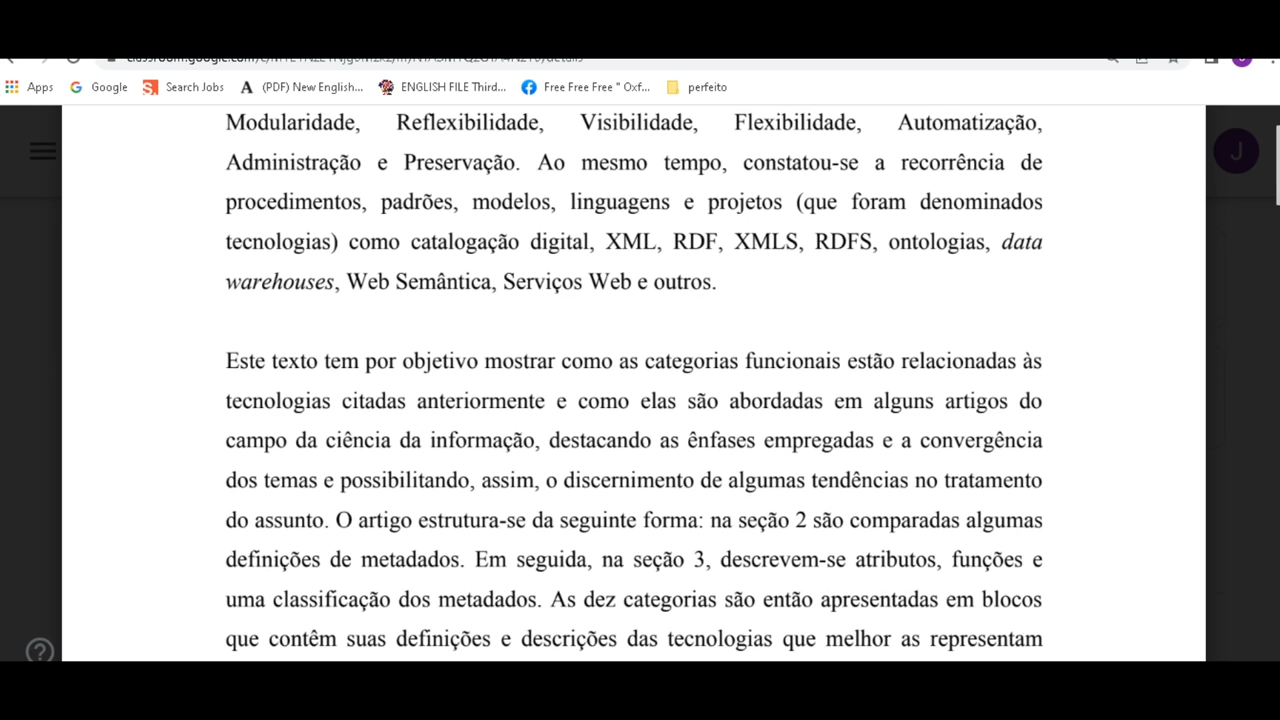 Apps Google Search Jobs (PDF) New English... ENGLISH FILE Third... Free Free Free " Oxf... perfeito
J
Modularidade, Reflexibilidade, Visibilidade, Flexibilidade, Automatização,
Administração e Preservação. Ao mesmo tempo, constatou-se a recorrência de
procedimentos, padrões, modelos, linguagens e projetos (que foram denominados
tecnologias) como catalogação digital, XML, RDF, XMLS, RDFS, ontologias, data
warehouses, Web Semântica, Serviços Web e outros.
Este texto tem por objetivo mostrar como as categorias funcionais estão relacionadas às
tecnologias citadas anteriormente e como elas são abordadas em alguns artigos do
campo da ciência da informação, destacando as ênfases empregadas e a convergência
dos temas e possibilitando, assim, o discernimento de algumas tendências no tratamento
do assunto. O artigo estrutura-se da seguinte forma: na seção 2 são comparadas algumas
definições de metadados. Em seguida, na seção 3, descrevem-se atributos, funções e
uma classificação dos metadados. As dez categorias são então apresentadas em blocos
que contêm suas definições e descrições das tecnologias que melhor as representam